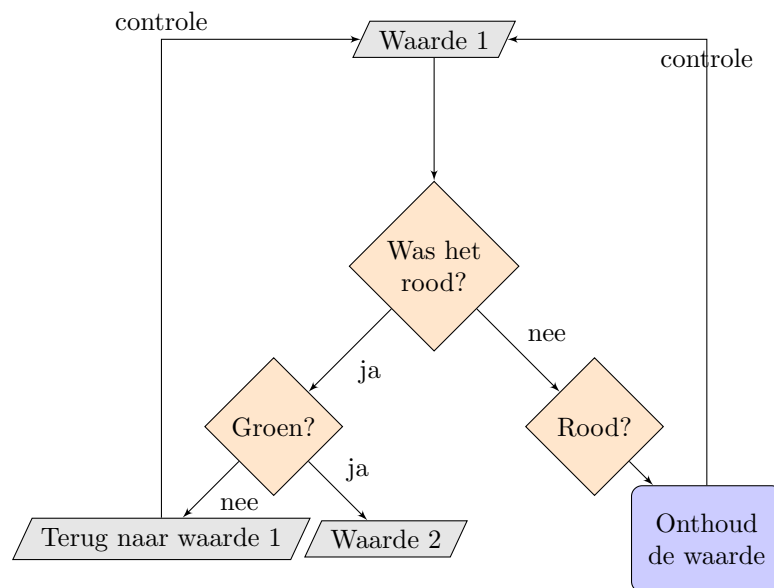 controle
Waarde 1
controle
Was het
rood?
nee
ja
Groen?
Rood?
ja
nee
Terug naar waarde 1
Waarde 2
Onthoud
de waarde